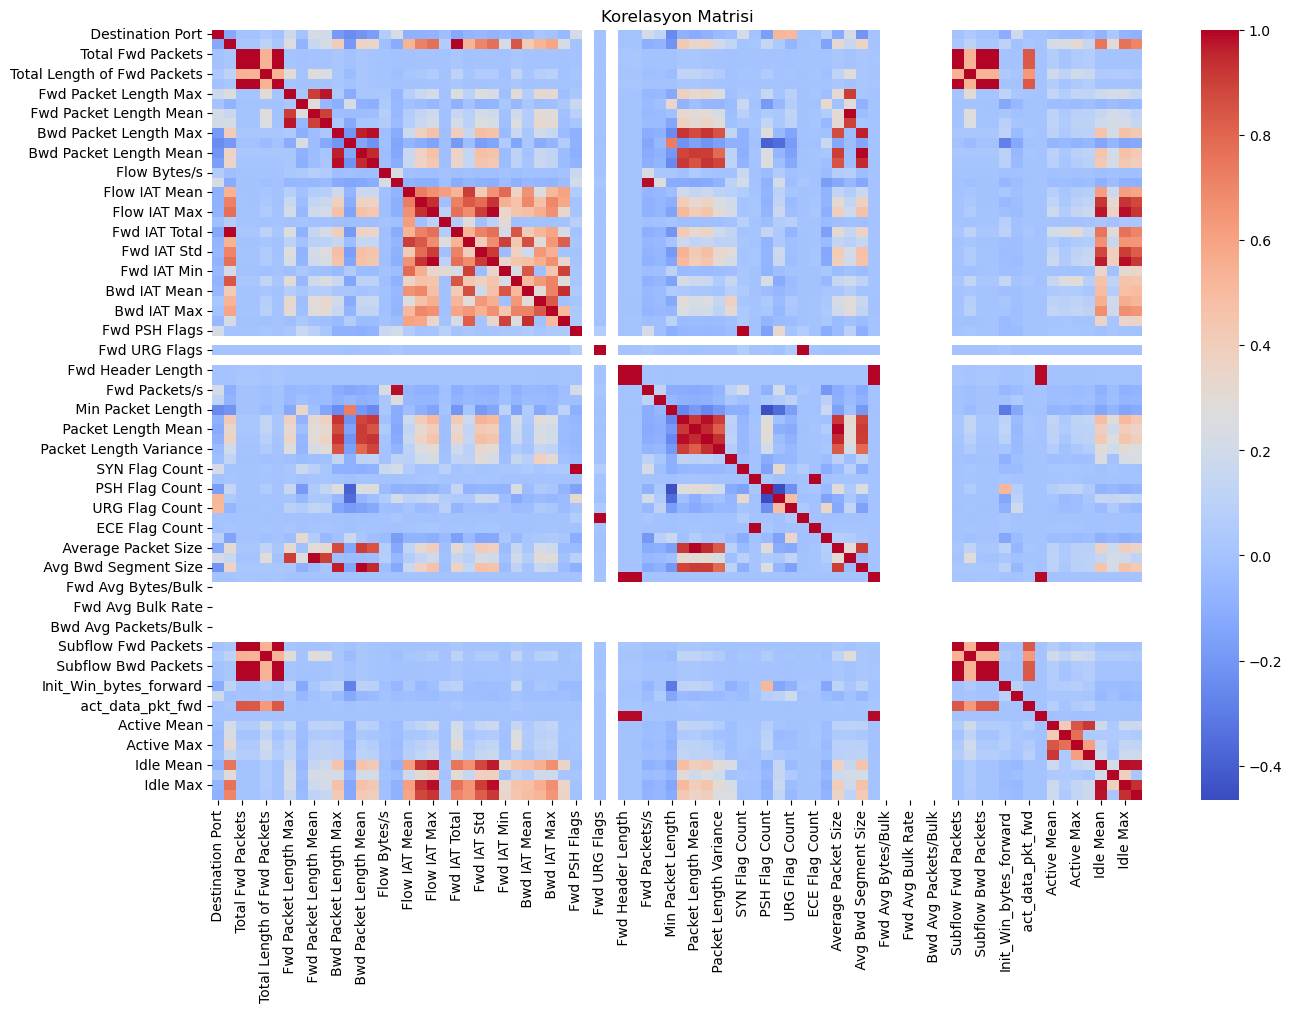 Korelasyon Matrisi
Destination Port
Total Fwd Packets
Total Length of Fwd Packets
Fwd Packet Length Max
Fwd Packet Length Mean
Bwd Packet Length Max
Bwd Packet Length Mean
Flow Bytes/s
Flow IAT Mean
Flow IAT Max
Fwd IAT Total
Fwd IAT Std
Fwd IAT Min
Bwd IAT Mean
Bwd IAT Max
Fwd PSH Flags
Fwd URG Flags
Fwd Header Length
Fwd Packets/s
Min Packet Length
Packet Length Mean
Packet Length Variance
SYN Flag Count
PSH Flag Count
URG Flag Count
ECE Flag Count
Average Packet Size
Avg Bwd Segment Size
Fwd Avg Bytes/Bulk
Fwd Avg Bulk Rate
Bwd Avg Packets/Bulk
Subflow Fwd Packets
Subflow Bwd Packets
Init_Win_bytes_forward
act_data_pkt_fwd
Active Mean
Active Max
Idle Mean
Idle Max
Destination Port
Total Fwd Packets
Total Length of Fwd Packets
Fwd Packet Length Max
Fwd Packet Length Mean
Bwd Packet Length Max
Bwd Packet Length Mean
Flow Bytes/s
Flow IAT Mean
Flow IAT Max
Fwd IAT Total
Fwd IAT Std
Fwd IAT Min
Bwd IAT Mean
Bwd IAT Max
Fwd PSH Flags
Fwd URG Flags
Fwd Header Length
Fwd Packets/s
Min Packet Length
Packet Length Mean
Packet Length Variance
SYN Flag Count
PSH Flag Count
URG Flag Count
ECE Flag Count
Average Packet Size
Avg Bwd Segment Size
Fwd Avg Bytes/Bulk
Fwd Avg Bulk Rate
Bwd Avg Packets/Bulk
Subflow Fwd Packets
Subflow Bwd Packets
Init_Win_bytes_forward
act_data_pkt_fwd
Active Mean
Active Max
Idle Mean
Idle Max
1.0
0.8
0.6
0.4
0.2
0.0
−0.2
−0.4